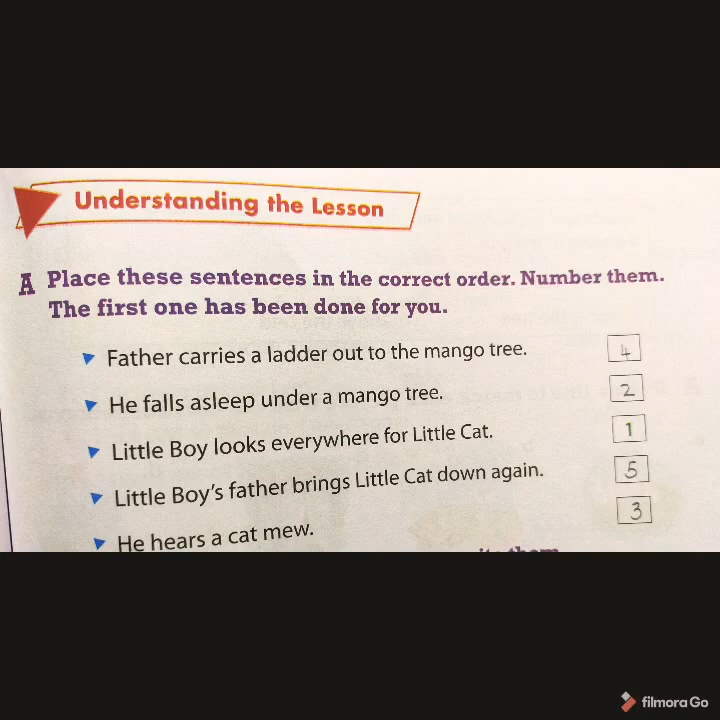 Understanding the Lesson
A Place these sentences in the correct order. Number them.
The first one has been done for you.
Father carries a ladder out to the mango tree. 4
He falls asleep under a mango tree. 2
Little Boy looks everywhere for Little Cat. 1
Little Boy's father brings Little Cat down again. 5
He hears a cat mew. 3
them
filmoraGo